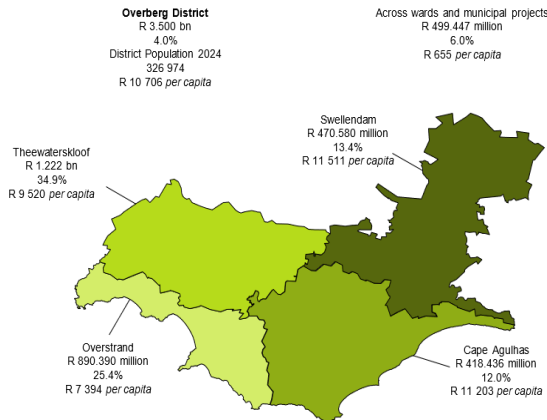 Overberg District
R 3.500 bn
4.0%
District Population 2024
326 974
R 10 706 per capita
Across wards and municipal projects
R 499.447 million
6.0%
R 655 per capita
Swellendam
R 470.580 million
13.4%
R 11 511 per capita
Theewaterskloof
R 1.222 bn
34.9%
R 9 520 per capita
Overstrand
R 890.390 million
25.4%
R 7 394 per capita
Cape Agulhas
R 418.436 million
12.0%
R 11 203 per capita